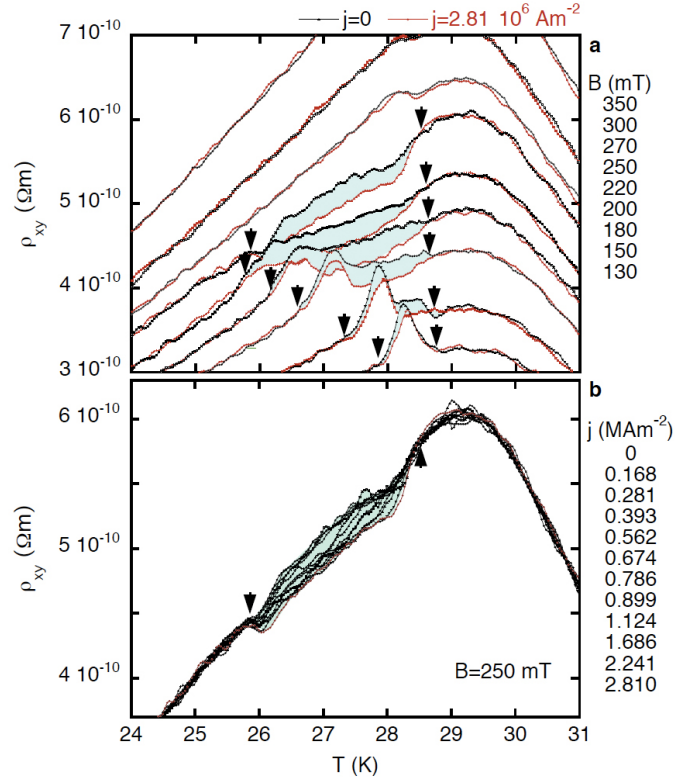 j=0 j=2.81 10⁶ Am⁻²
a
7 10⁻¹⁰
6 10⁻¹⁰
5 10⁻¹⁰
4 10⁻¹⁰
3 10⁻¹⁰
ρxy (Ωm)
B (mT)
350
300
270
250
220
200
180
150
130
b
6 10⁻¹⁰
5 10⁻¹⁰
4 10⁻¹⁰
ρxy (Ωm)
B=250 mT
j (MAm⁻²)
0
0.168
0.281
0.393
0.562
0.674
0.786
0.899
1.124
1.686
2.241
2.810
24 25 26 27 28 29 30 31
T (K)